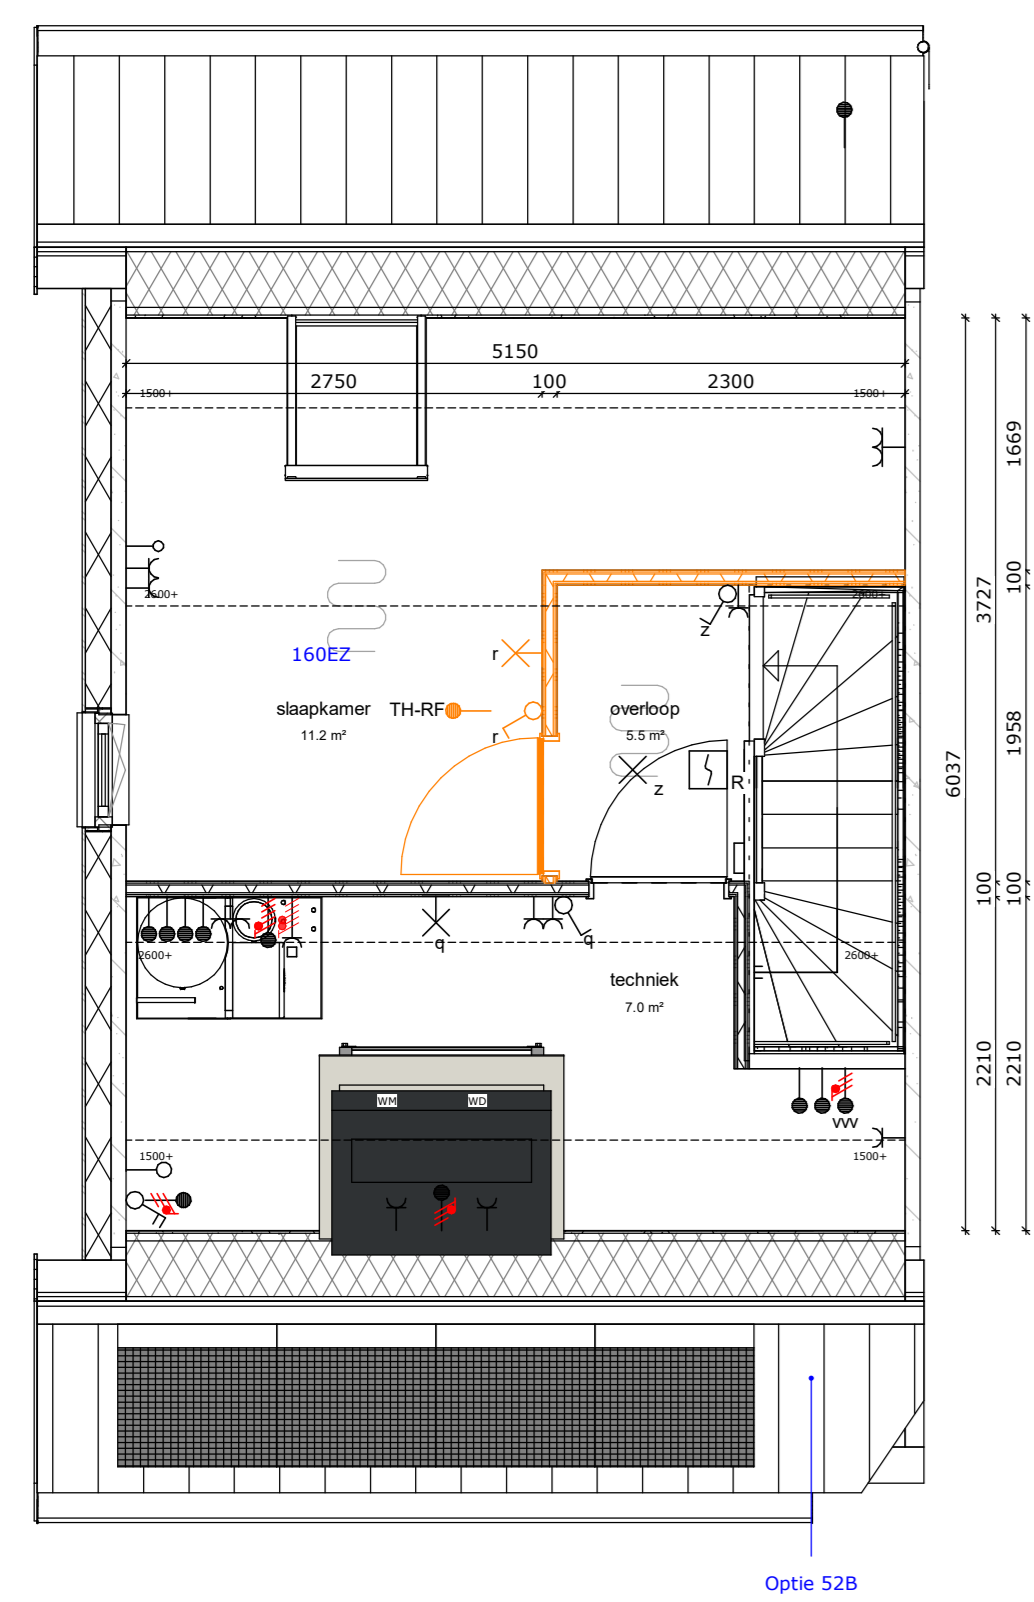 5150
2750
100
2300
1500+
1500+
1669
100
3727
2600+
2600+
r
z
160EZ
slaapkamer
TH-RF
overloop
11.2 m²
r
5.5 m²
1958
6037
z
R
100
100
q
q
2600+
2600+
techniek
7.0 m²
2210
2210
WM
WD
VVV
1500+
1500+
Optie 52B